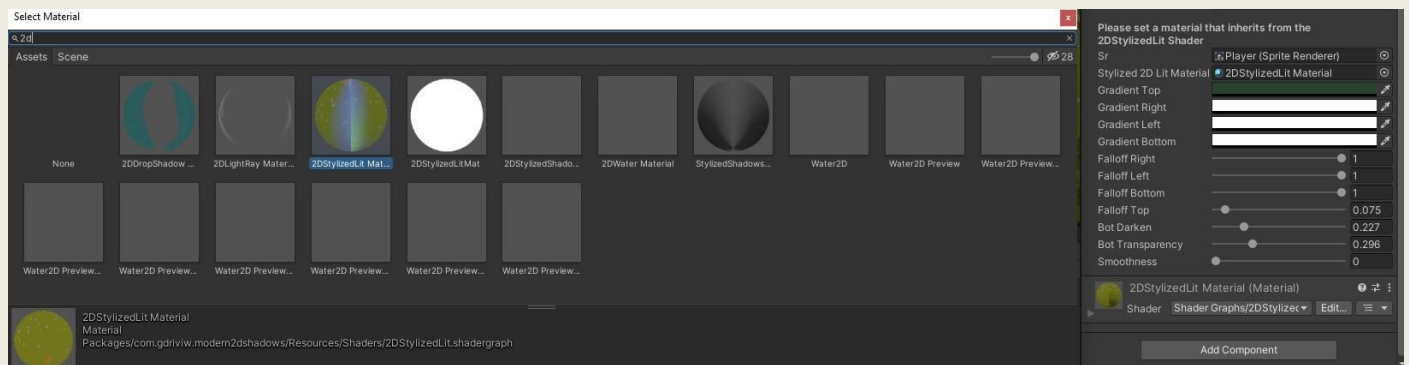 Select Material
2d
Assets Scene
28
None
2DDropShadow ...
2DLightRay Mater...
2DStylizedLit Mat...
2DStylizedLitMat
2DStylizedShado...
2DWater Material
StylizedShadows...
Water2D
Water2D Preview
Water2D Preview...
Water2D Preview...
Water2D Preview...
Water2D Preview...
Water2D Preview...
Water2D Preview...
Water2D Preview...
2DStylizedLit Material
Material
Packages/com.gdriviw.modern2dshadows/Resources/Shaders/2DStylizedLit.shadergraph
Please set a material that inherits from the
2DStylizedLit Shader
Sr Player (Sprite Renderer)
Stylized 2D Lit Material 2DStylizedLit Material
Gradient Top
Gradient Right
Gradient Left
Gradient Bottom
Falloff Right 1
Falloff Left 1
Falloff Bottom 1
Falloff Top 0.075
Bot Darken 0.227
Bot Transparency 0.296
Smoothness 0
2DStylizedLit Material (Material)
Shader Shader Graphs/2DStylized Edit...
Add Component